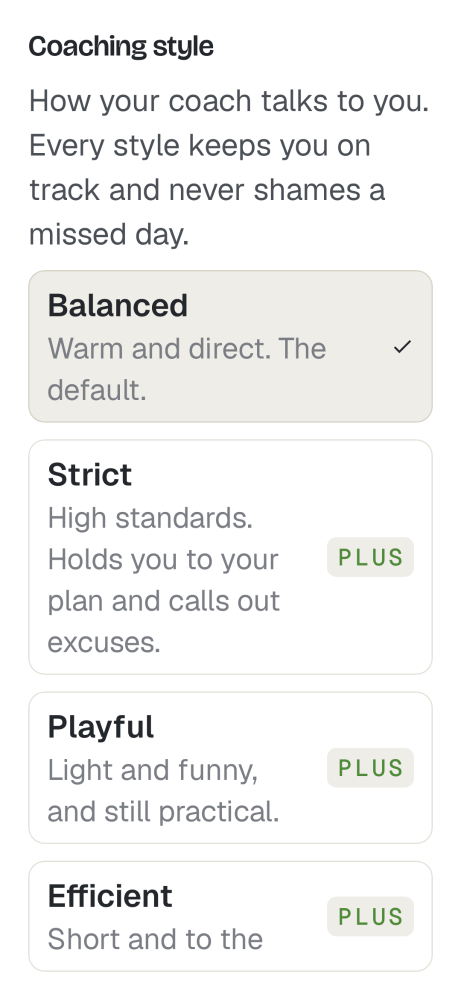 Coaching style
How your coach talks to you.
Every style keeps you on
track and never shames a
missed day.
Balanced
Warm and direct. The
default.
Strict
High standards.
Holds you to your
plan and calls out
excuses.
PLUS
Playful
Light and funny,
and still practical.
PLUS
Efficient
Short and to the
PLUS